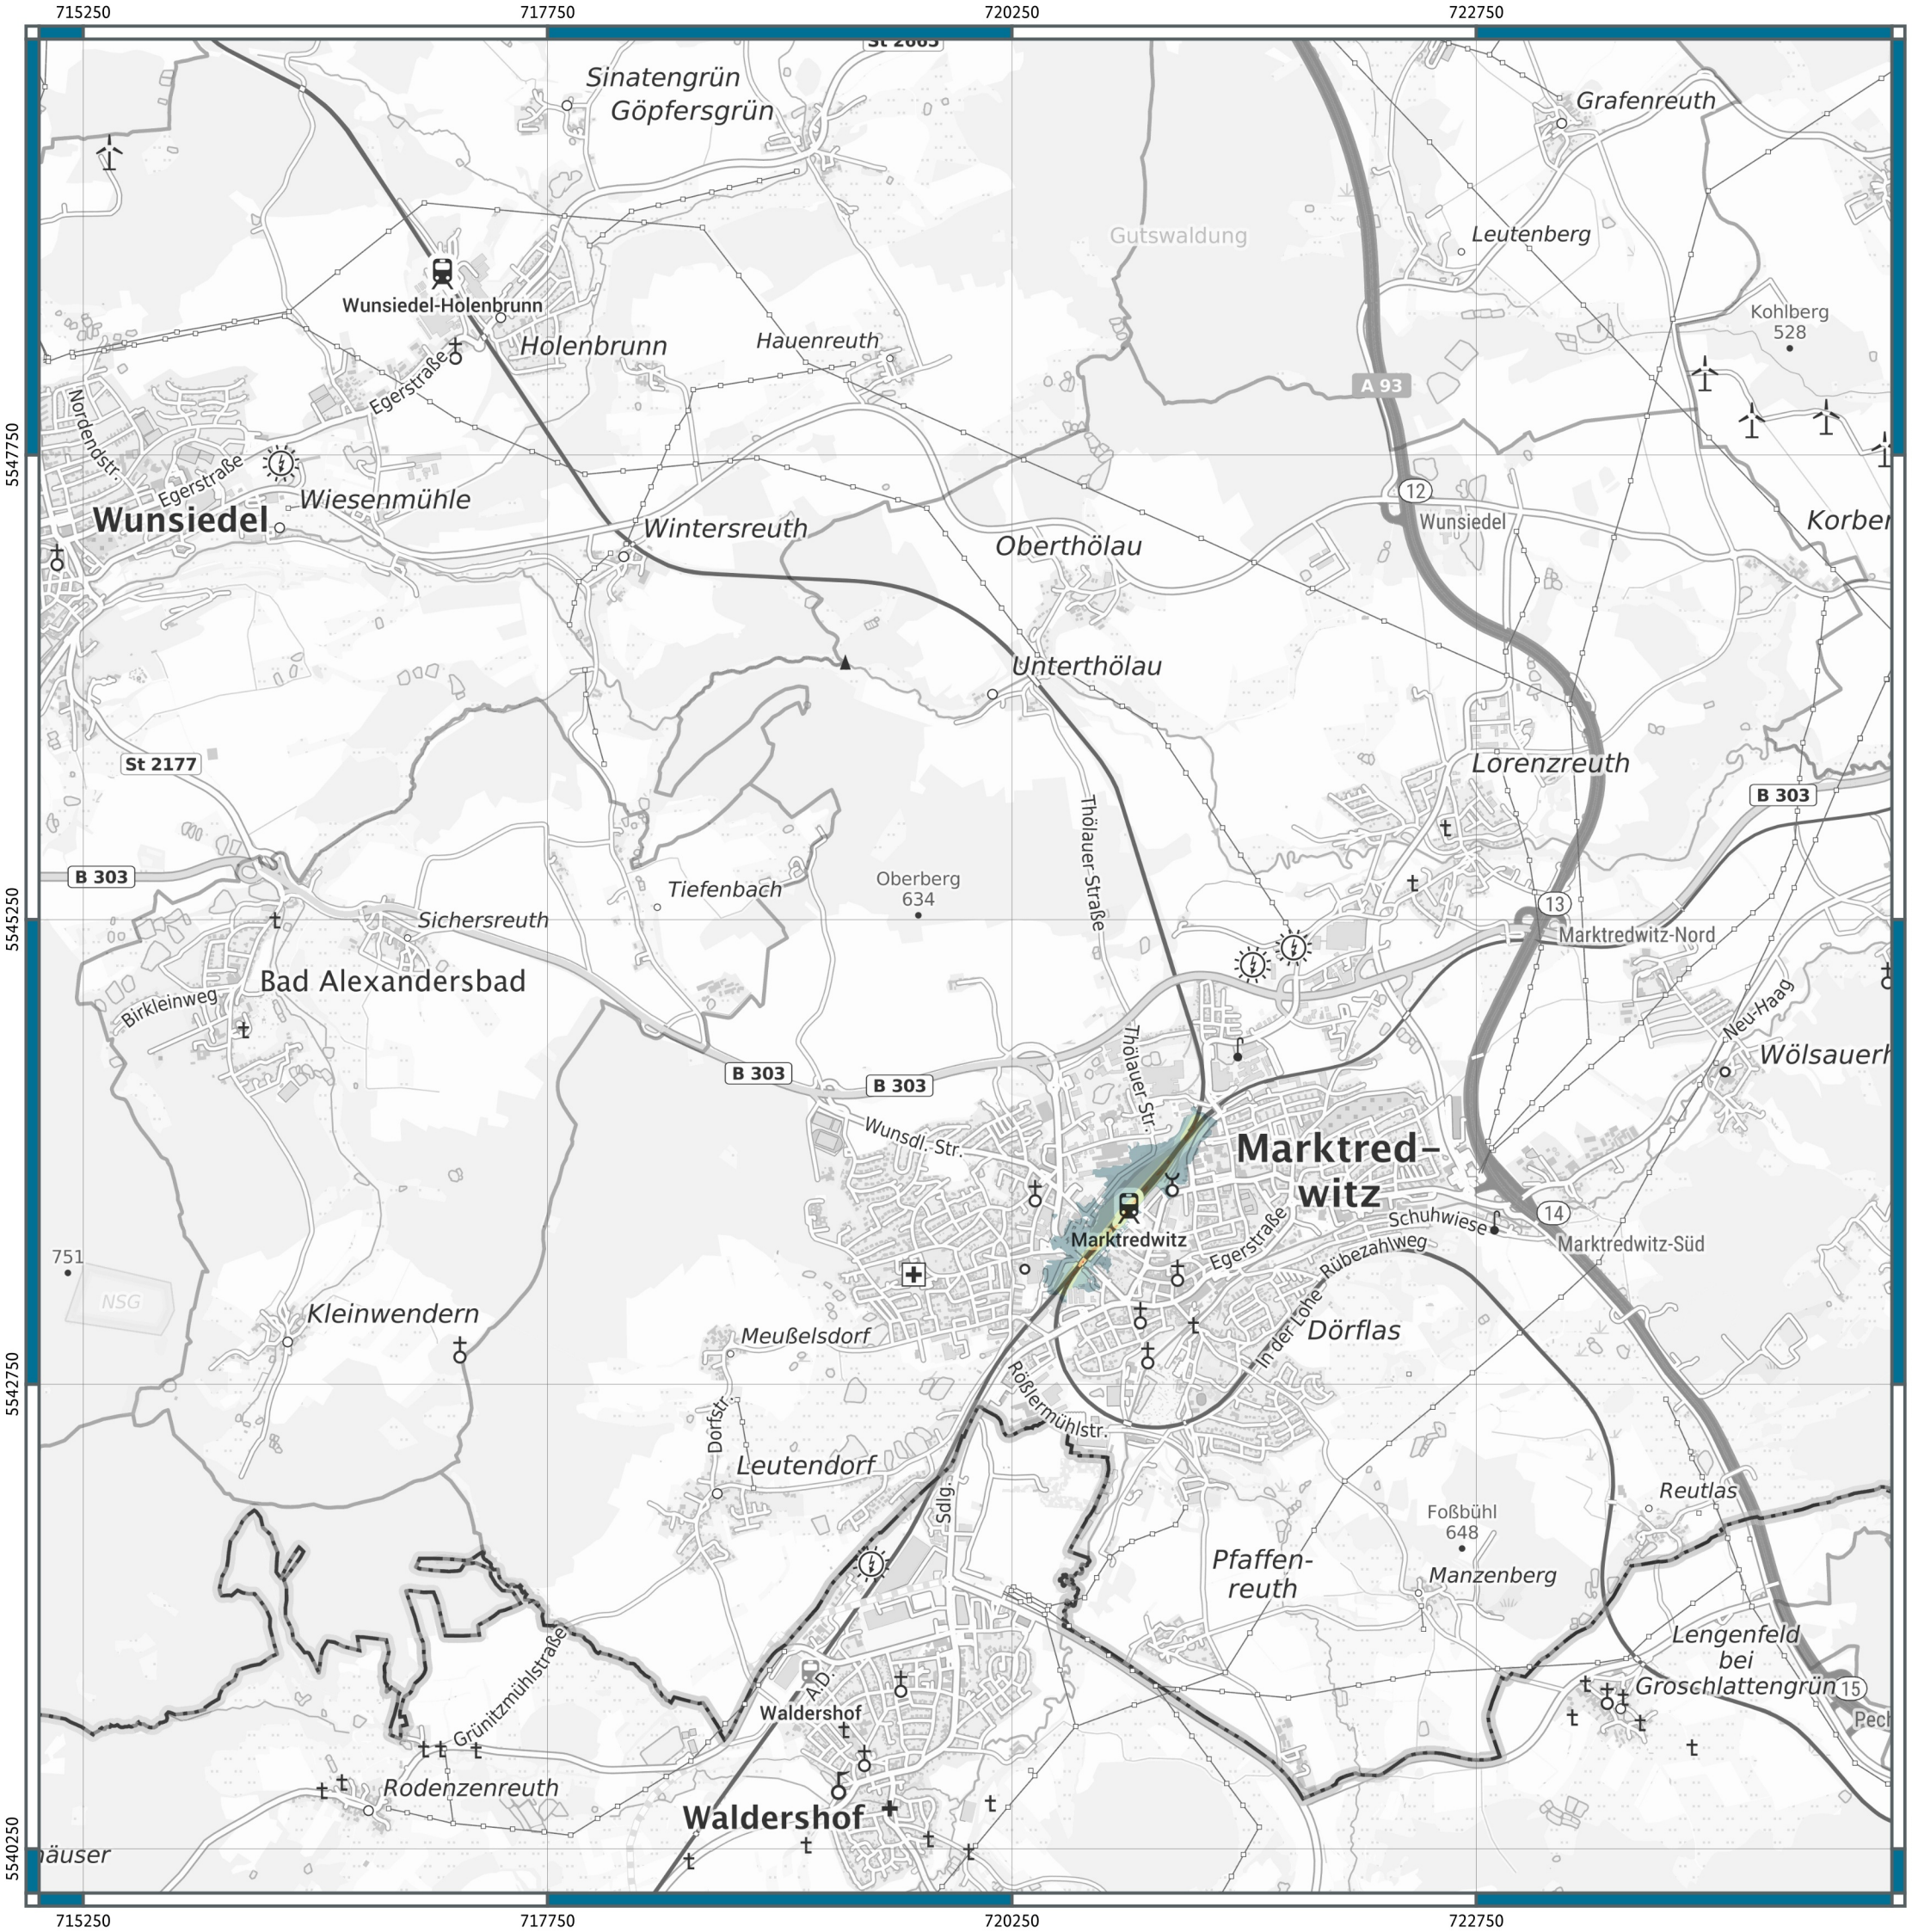 715250
717750
720250
722750
St 2665
Sinatengrün
Göpfersgrün
Grafenreuth
Gutswaldung
Leutenberg
Wunsiedel-Holenbrunn
Kohlberg
528
Holenbrunn
Hauenreuth
A 93
Egerstraße
Nordendstr.
5547750
Egerstraße
Wiesenmühle
12
Wunsiedel
Wunsiedel
Korber
Wintersreuth
Oberthölau
Unterthölau
St 2177
Lorenzreuth
B 303
Thölauer-Straße
B 303
Tiefenbach
Oberberg
634
13
5545250
Sichersreuth
Marktredwitz-Nord
Bad Alexandersbad
Birkleinweg
Neu-Haag
Thölauer Str.
Wölsauerh
B 303
B 303
Wunsdl. Str.
Marktred-
witz
14
Schuhwiese
Marktredwitz
Egerstraße
Rübezahlweg
Marktredwitz-Süd
751
NSG
Kleinwendern
In der Lohe
Dörflas
Meußelsdorf
5542750
Rößlermühlstr.
Dorfstr.
Leutendorf
Sdlg.
Reutlas
Foßbühl
648
Pfaffen-
reuth
Manzenberg
Grünitzmühlstraße
Lengenfeld
bei
Groschlattengrün
15
A.D.
Waldershof
Pech
Rodenzenreuth
Waldershof
5540250
häuser
715250
717750
720250
722750